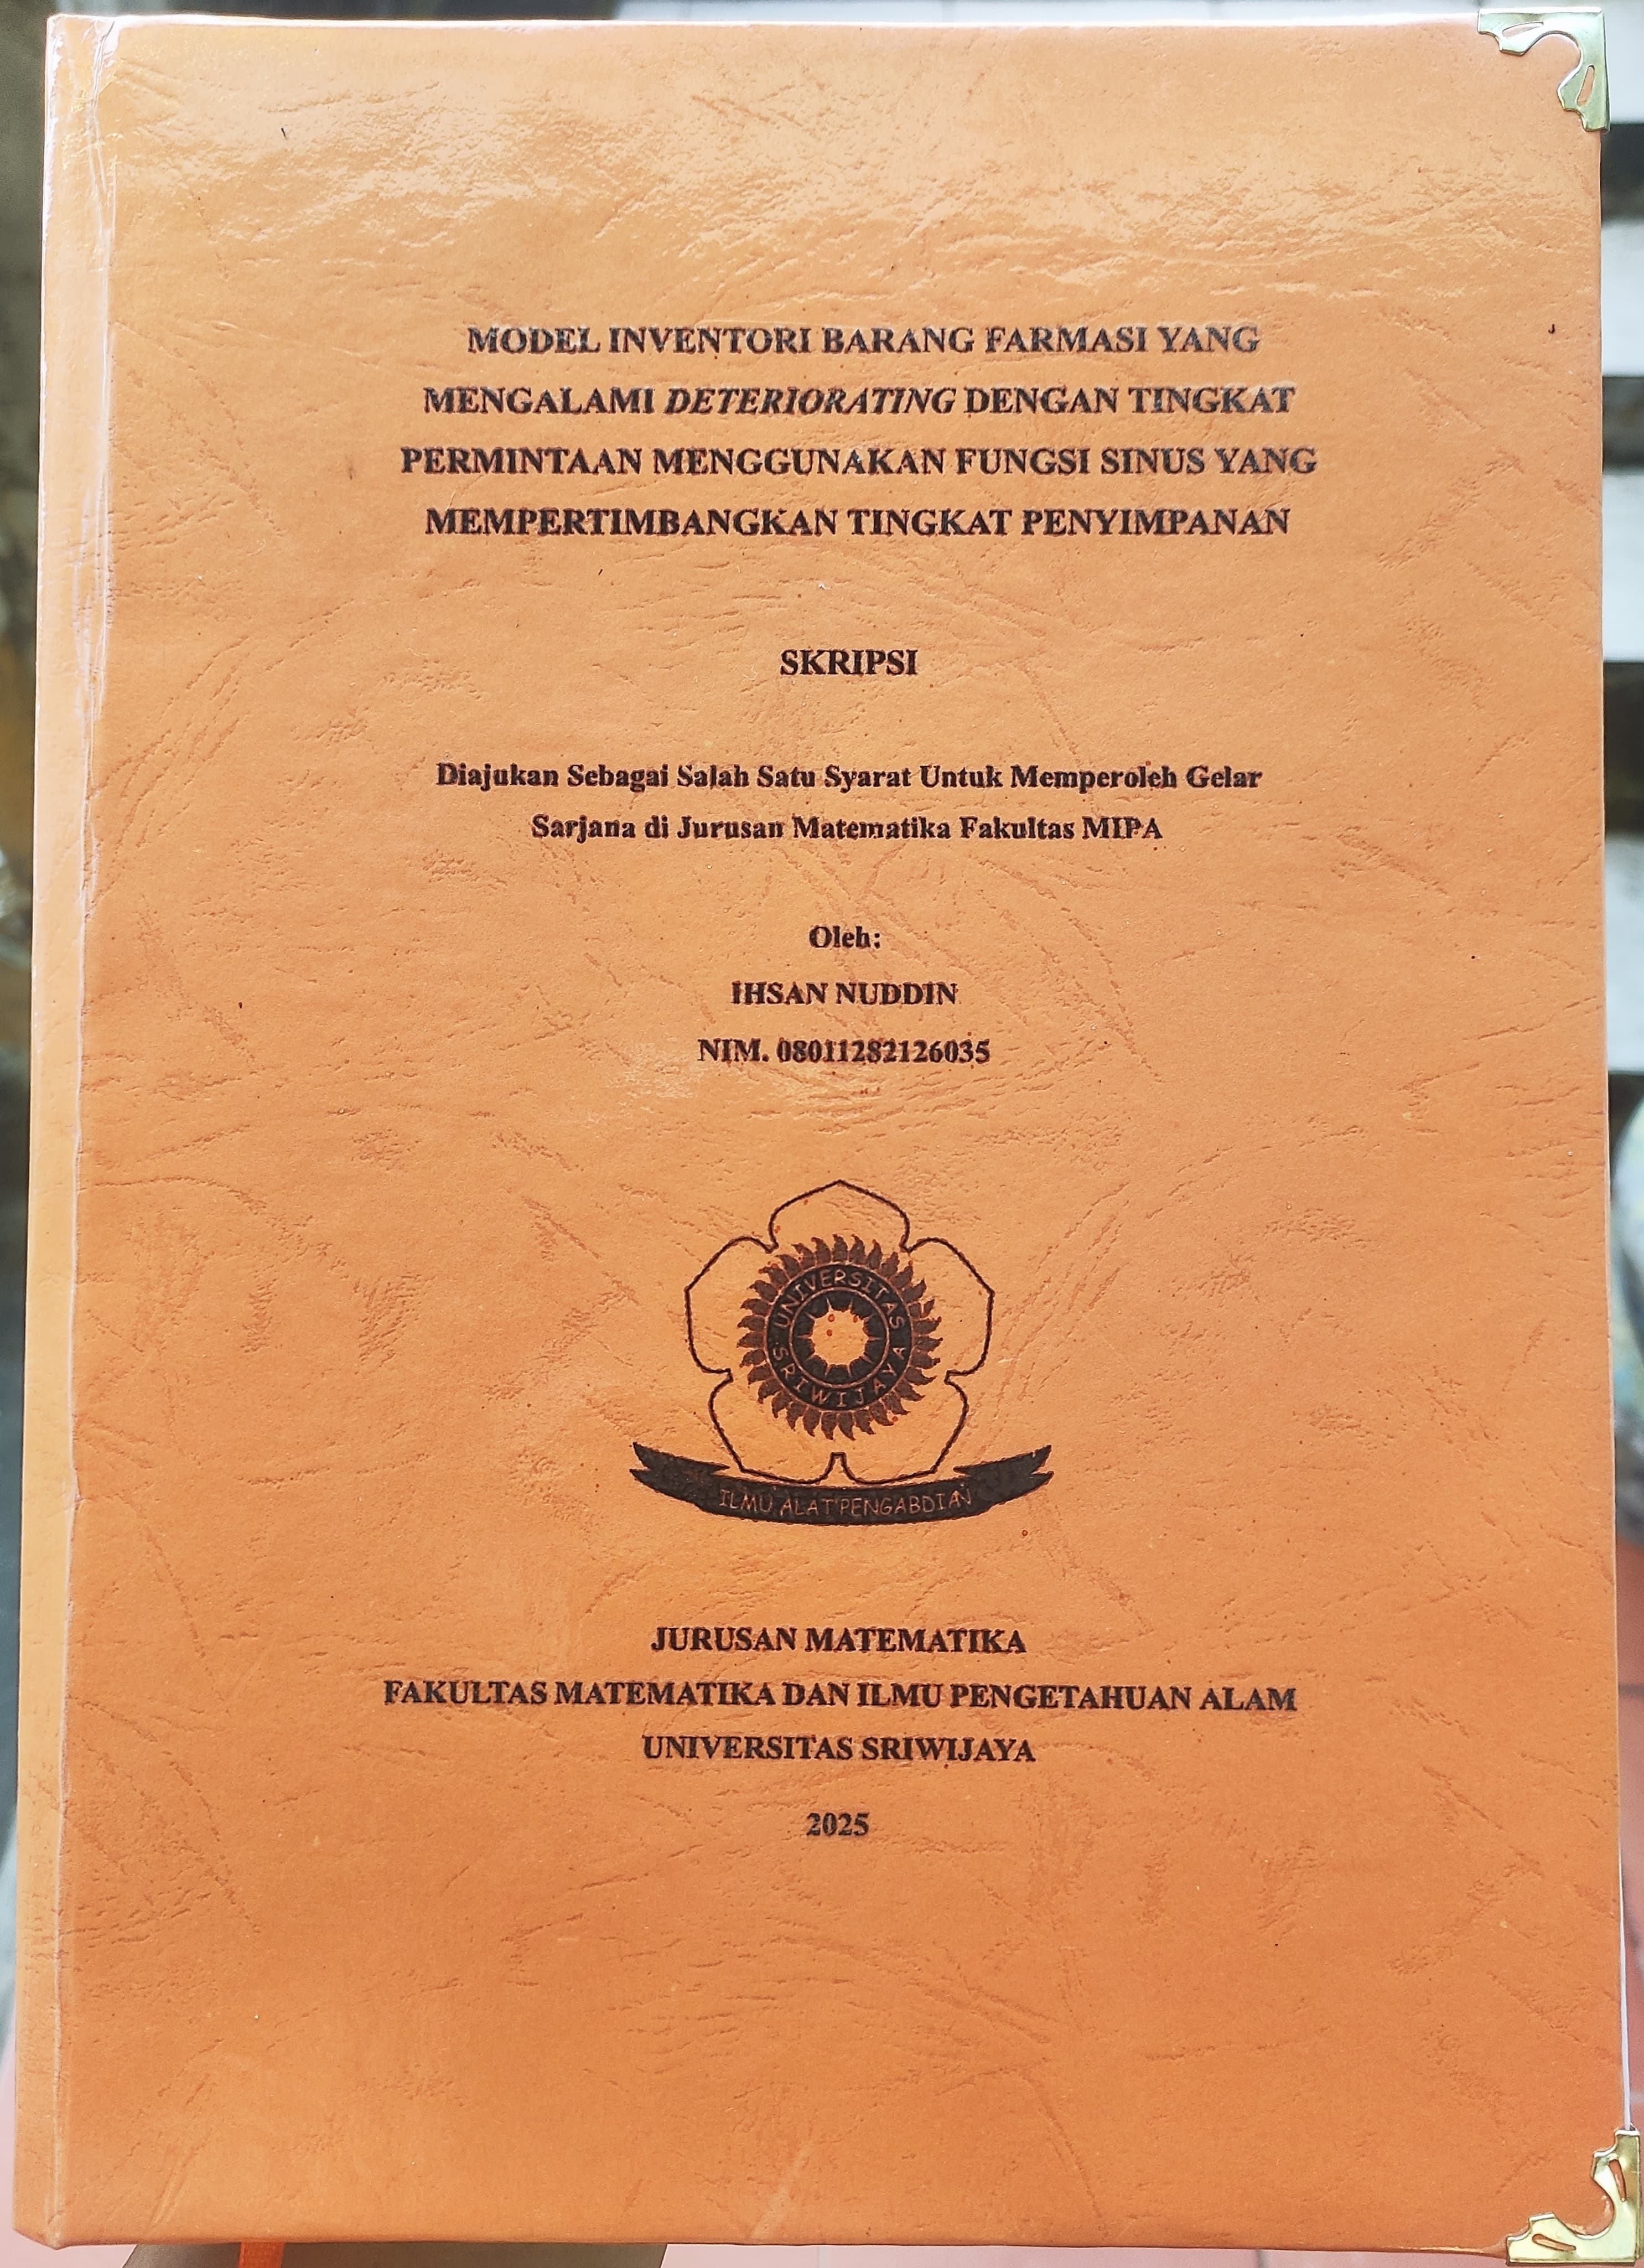 MODEL INVENTORI BARANG FARMASI YANG
MENGALAMI DETERIORATING DENGAN TINGKAT
PERMINTAAN MENGGUNAKAN FUNGSI SINUS YANG
MEMPERTIMBANGKAN TINGKAT PENYIMPANAN
SKRIPSI
Diajukan Sebagai Salah Satu Syarat Untuk Memperoleh Gelar
Sarjana di Jurusan Matematika Fakultas MIPA
Oleh:
IHSAN NUDDIN
NIM. 08011282126035
UNIVERSITAS
SRIWIJAYA
ILMU ALAT PENGABDIAN
JURUSAN MATEMATIKA
FAKULTAS MATEMATIKA DAN ILMU PENGETAHUAN ALAM
UNIVERSITAS SRIWIJAYA
2025